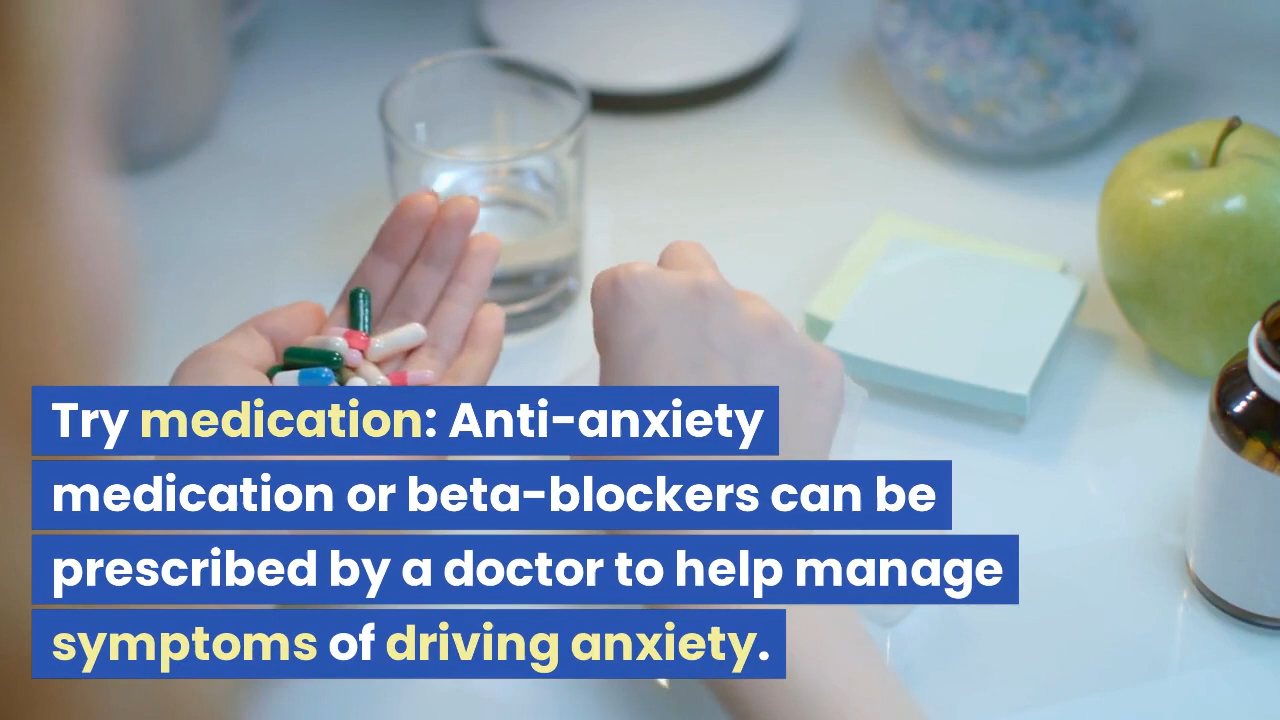 Try medication: Anti-anxiety
medication or beta-blockers can be
prescribed by a doctor to help manage
symptoms of driving anxiety.